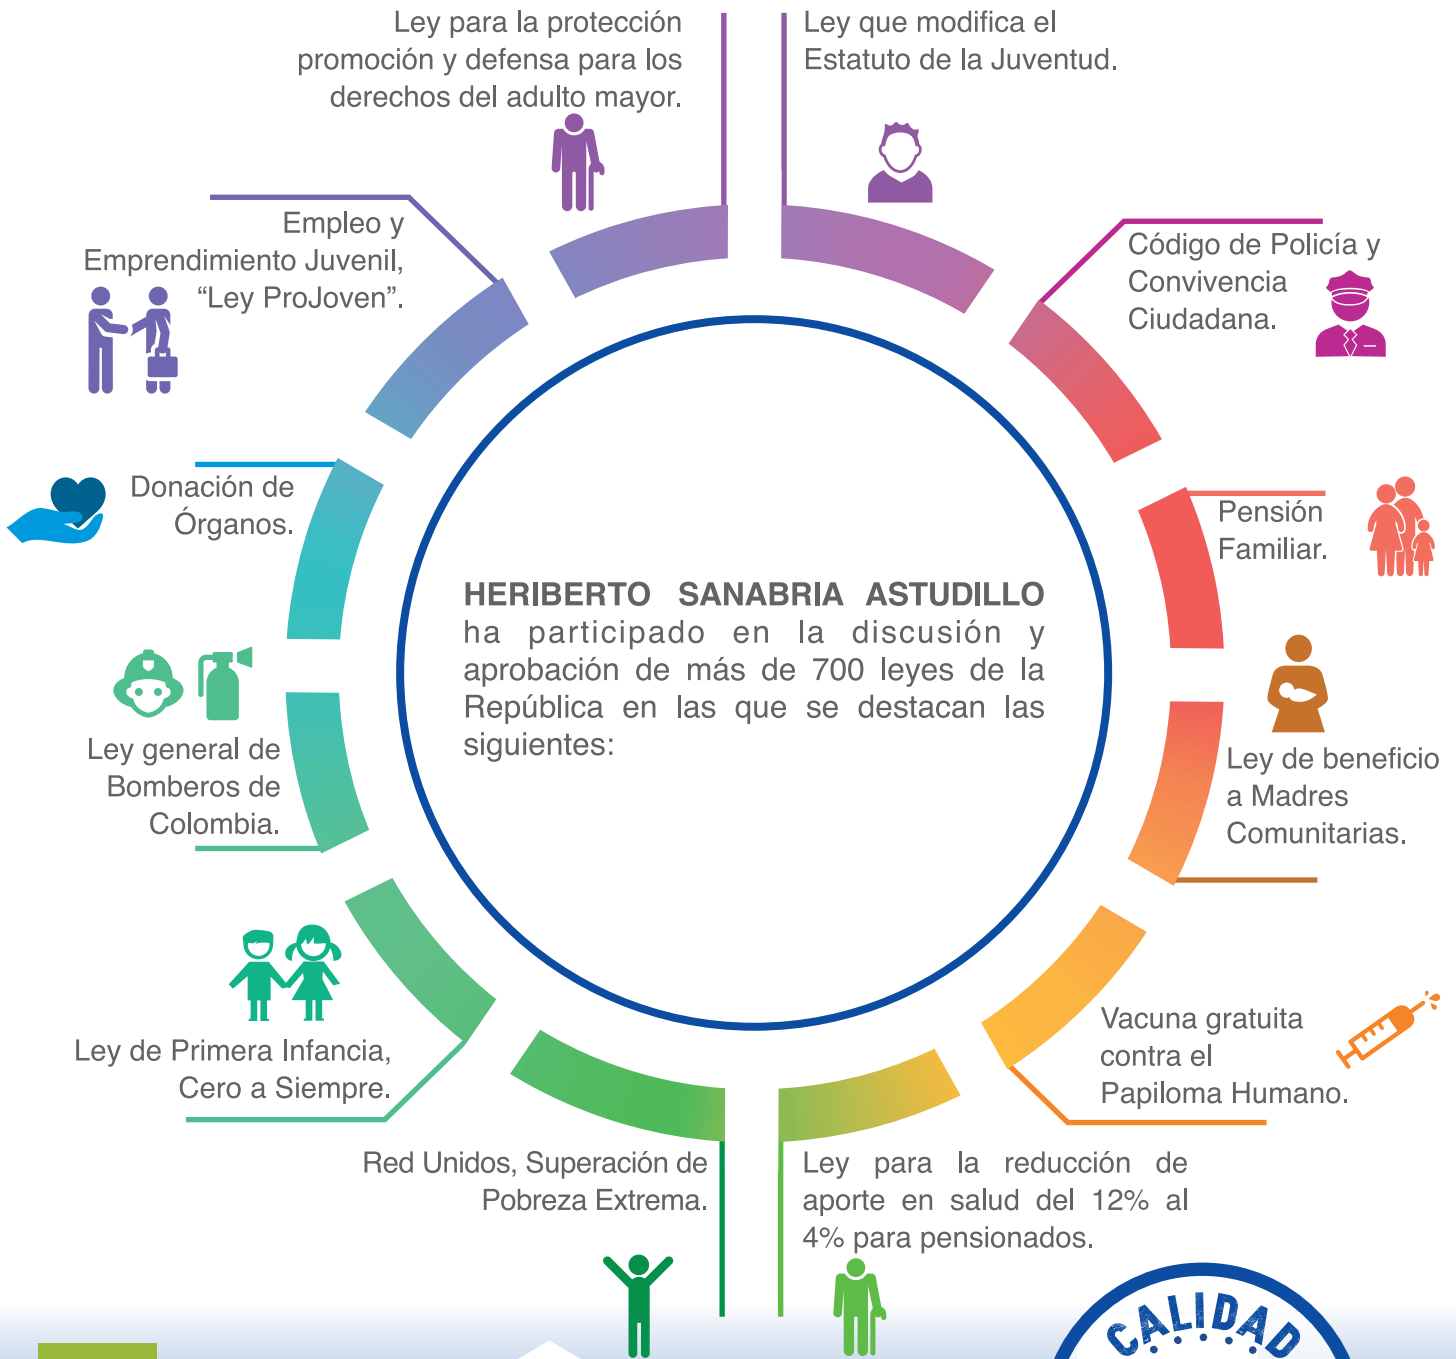 Ley para la protección
promoción y defensa para los
derechos del adulto mayor.
Ley que modifica el
Estatuto de la Juventud.
Empleo y
Emprendimiento Juvenil,
“Ley ProJoven”.
Código de Policía y
Convivencia
Ciudadana.
Donación de
Órganos.
Pensión
Familiar.
HERIBERTO SANABRIA ASTUDILLO
ha participado en la discusión y
aprobación de más de 700 leyes de la
República en las que se destacan las
siguientes:
Ley general de
Bomberos de
Colombia.
Ley de beneficio
a Madres
Comunitarias.
Ley de Primera Infancia,
Cero a Siempre.
Vacuna gratuita
contra el
Papiloma Humano.
Red Unidos, Superación de
Pobreza Extrema.
Ley para la reducción de
aporte en salud del 12% al
4% para pensionados.
CALIDAD